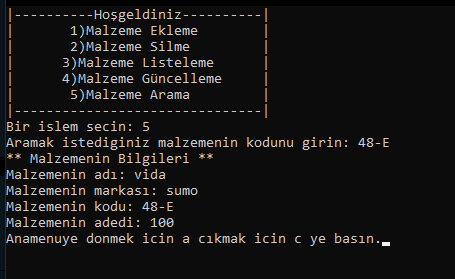 |----------Hoşgeldiniz----------|
|       1)Malzeme Ekleme        |
|       2)Malzeme Silme         |
|      3)Malzeme Listeleme      |
|      4)Malzeme Güncelleme     |
|       5)Malzeme Arama         |
|-------------------------------|
Bir islem secin: 5
Aramak istediginiz malzemenin kodunu girin: 48-E
** Malzemenin Bilgileri **
Malzemenin adı: vida
Malzemenin markası: sumo
Malzemenin kodu: 48-E
Malzemenin adedi: 100
Anamenuye donmek icin a cıkmak icin c ye basın.